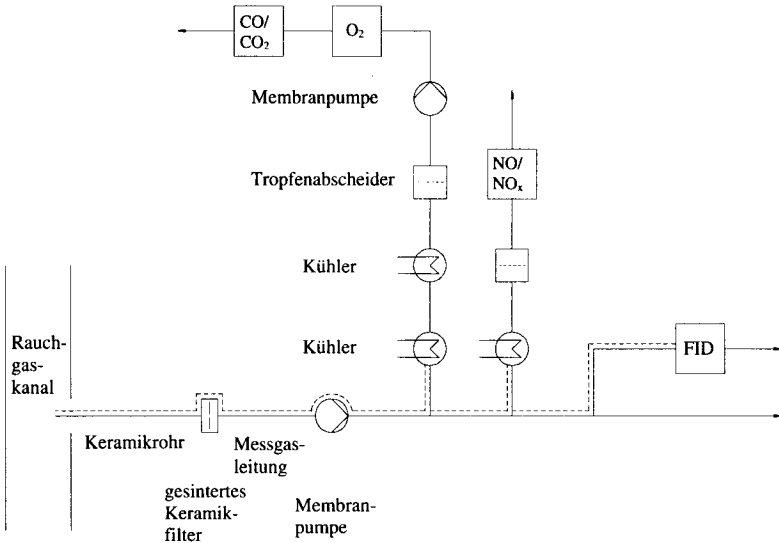 CO/
CO₂
O₂
Membranpumpe
Tropfenabscheider
NO/
NOₓ
Kühler
Kühler
Rauch-
gas-
kanal
FID
Keramikrohr
Messgas-
leitung
gesintertes
Keramik-
filter
Membran-
pumpe